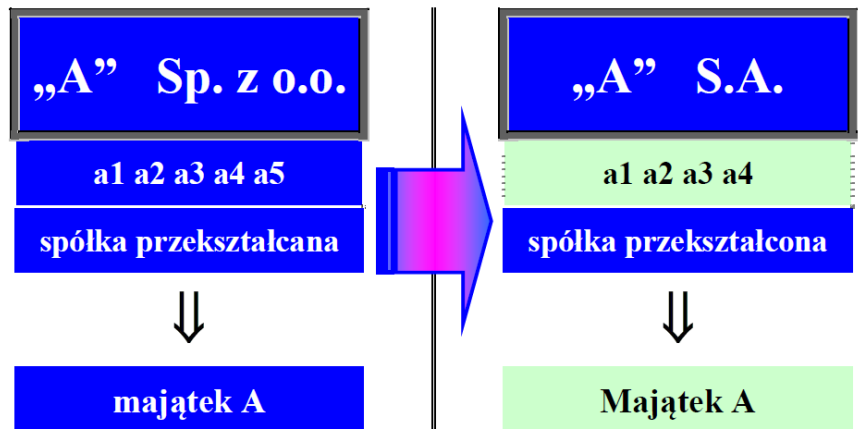 „A” Sp. z o.o.
a1 a2 a3 a4 a5
spółka przekształcana
⇓
majątek A
„A” S.A.
a1 a2 a3 a4
spółka przekształcona
⇓
Majątek A